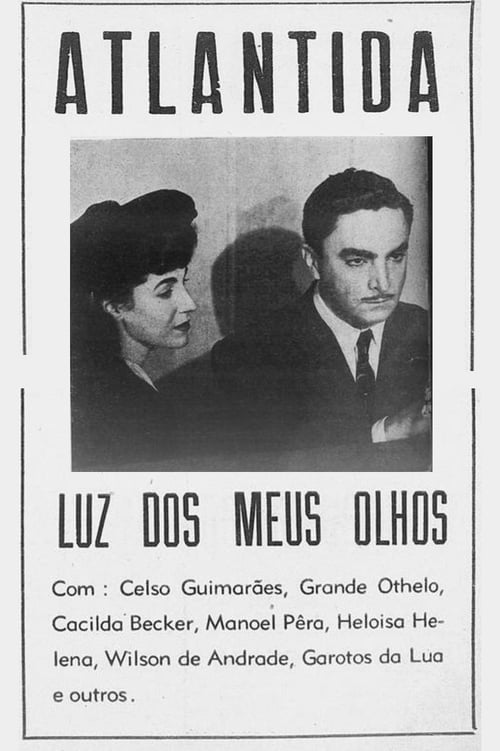 ATLANTIDA
LUZ DOS MEUS OLHOS
Com : Celso Guimarães, Grande Othelo,
Cacilda Becker, Manoel Pêra, Heloisa He-
lena, Wilson de Andrade, Garotos da Lua
e outros .